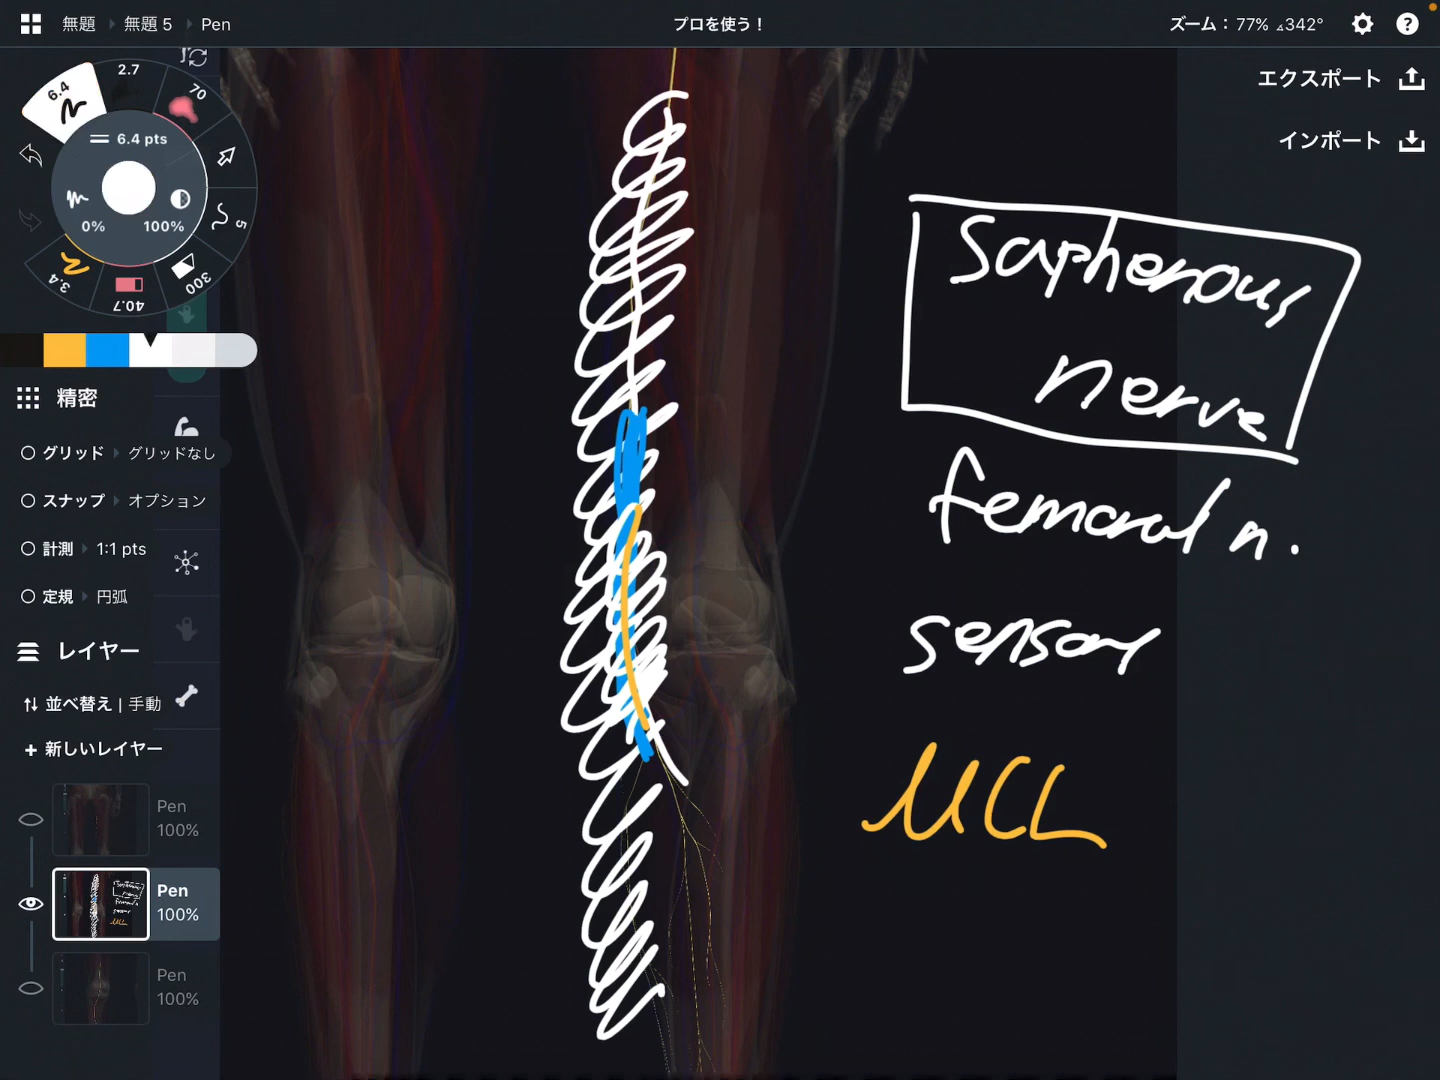 無題 無題 5 Pen
プロを使う！
ズーム： 77% ⊿342°
エクスポート
インポート
2.7
6.4
70
6.4 pts
0% 100%
5
3.4
40.7
300
精密
グリッド グリッドなし
スナップ オプション
計測 1:1 pts
定規 円弧
レイヤー
並べ替え | 手動
+ 新しいレイヤー
Pen
100%
Pen
100%
Pen
100%
Saphenous
nerve
femoral n.
sensory
MCL